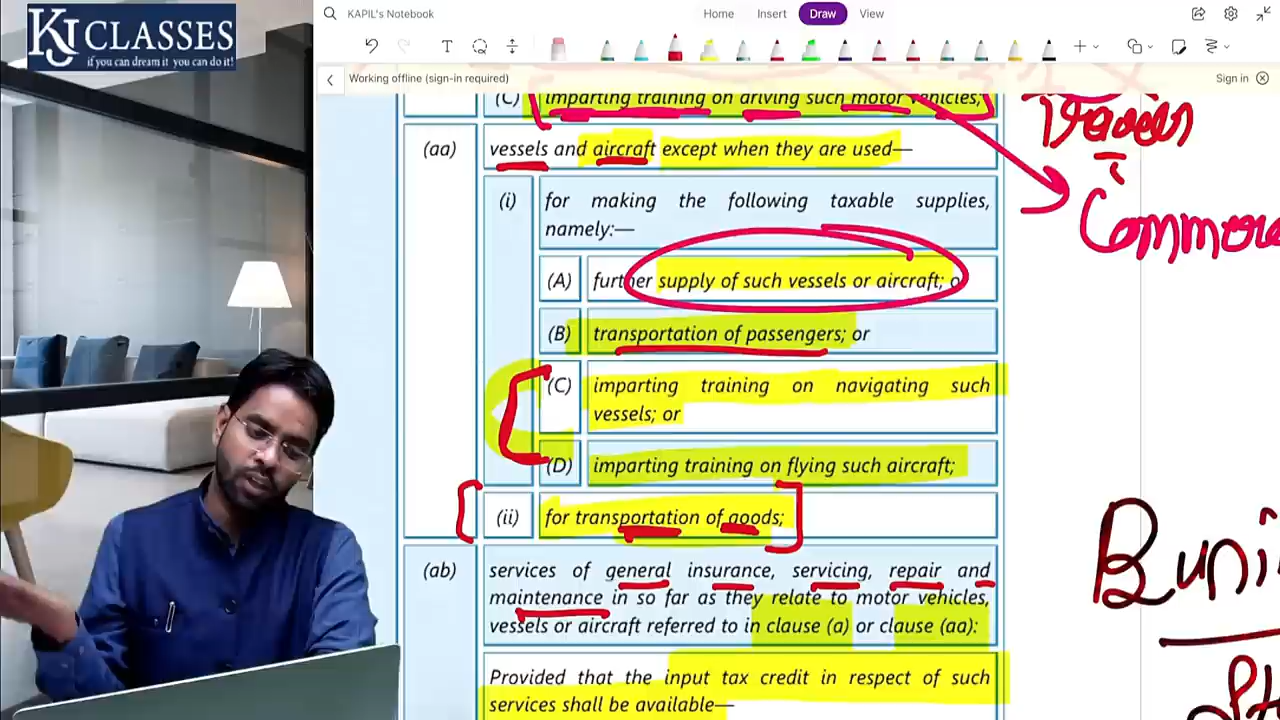 KJ CLASSES
if you can dream it you can do it!
KAPIL's Notebook
Home Insert Draw View
Working offline (sign-in required)
Sign in
(C) imparting training on driving such motor vehicles;
(aa) vessels and aircraft except when they are used—
(i) for making the following taxable supplies,
namely:—
(A) further supply of such vessels or aircraft; o
(B) transportation of passengers; or
(C) imparting training on navigating such
vessels; or
(D) imparting training on flying such aircraft;
(ii) for transportation of goods;
(ab) services of general insurance, servicing, repair and
maintenance in so far as they relate to motor vehicles,
vessels or aircraft referred to in clause (a) or clause (aa):
Provided that the input tax credit in respect of such
services shall be available—